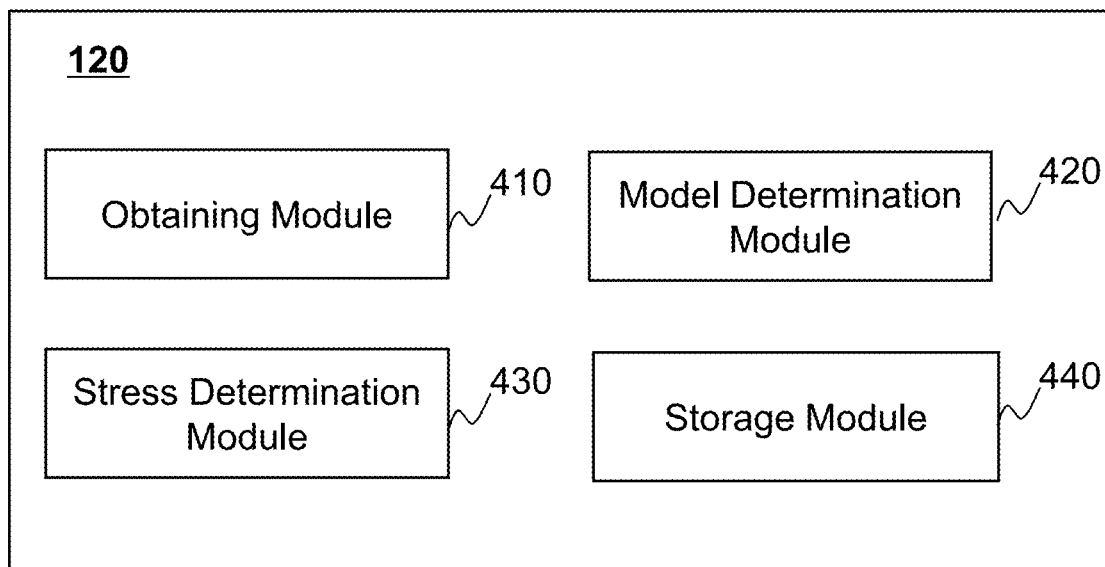 120
Obtaining Module
410
Model Determination
Module
420
Stress Determination
Module
430
Storage Module
440